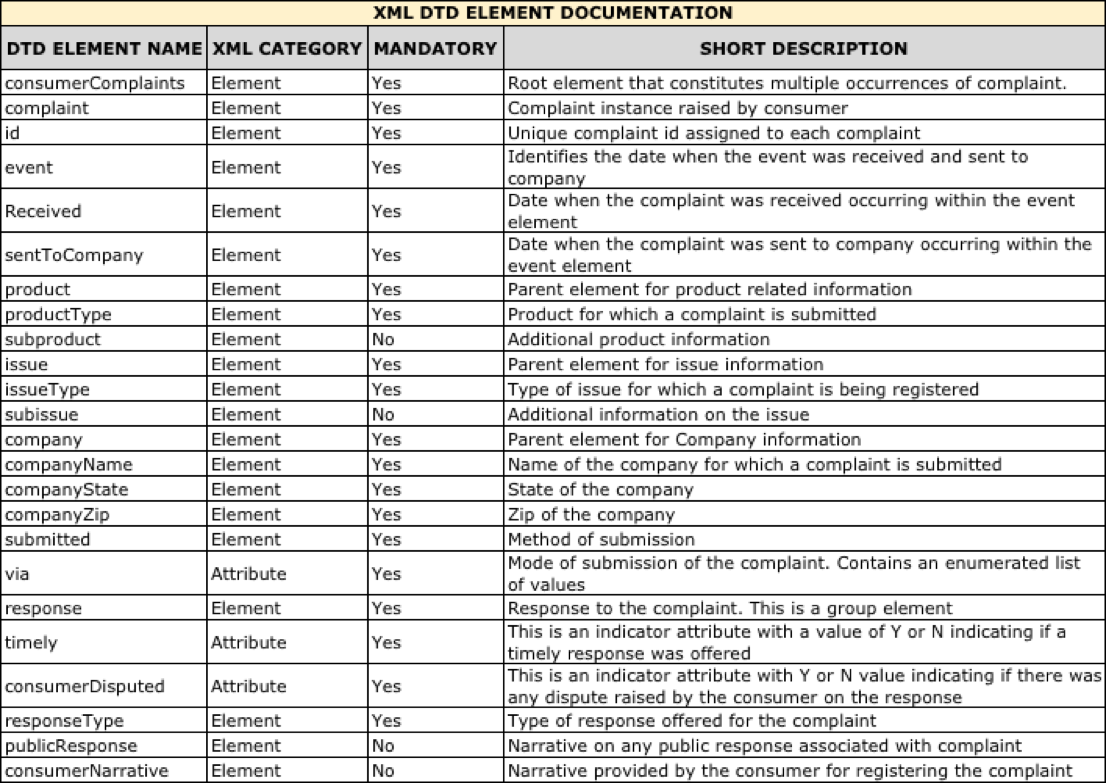 XML DTD ELEMENT DOCUMENTATION
DTD ELEMENT NAME XML CATEGORY MANDATORY SHORT DESCRIPTION
consumerComplaints Element Yes Root element that constitutes multiple occurrences of complaint.
complaint Element Yes Complaint instance raised by consumer
id Element Yes Unique complaint id assigned to each complaint
event Element Yes Identifies the date when the event was received and sent to
company
Received Element Yes Date when the complaint was received occurring within the event
element
sentToCompany Element Yes Date when the complaint was sent to company occurring within the
event element
product Element Yes Parent element for product related information
productType Element Yes Product for which a complaint is submitted
subproduct Element No Additional product information
issue Element Yes Parent element for issue information
issueType Element Yes Type of issue for which a complaint is being registered
subissue Element No Additional information on the issue
company Element Yes Parent element for Company information
companyName Element Yes Name of the company for which a complaint is submitted
companyState Element Yes State of the company
companyZip Element Yes Zip of the company
submitted Element Yes Method of submission
via Attribute Yes Mode of submission of the complaint. Contains an enumerated list
of values
response Element Yes Response to the complaint. This is a group element
timely Attribute Yes This is an indicator attribute with a value of Y or N indicating if a
timely response was offered
consumerDisputed Attribute Yes This is an indicator attribute with Y or N value indicating if there was
any dispute raised by the consumer on the response
responseType Element Yes Type of response offered for the complaint
publicResponse Element No Narrative on any public response associated with complaint
consumerNarrative Element No Narrative provided by the consumer for registering the complaint